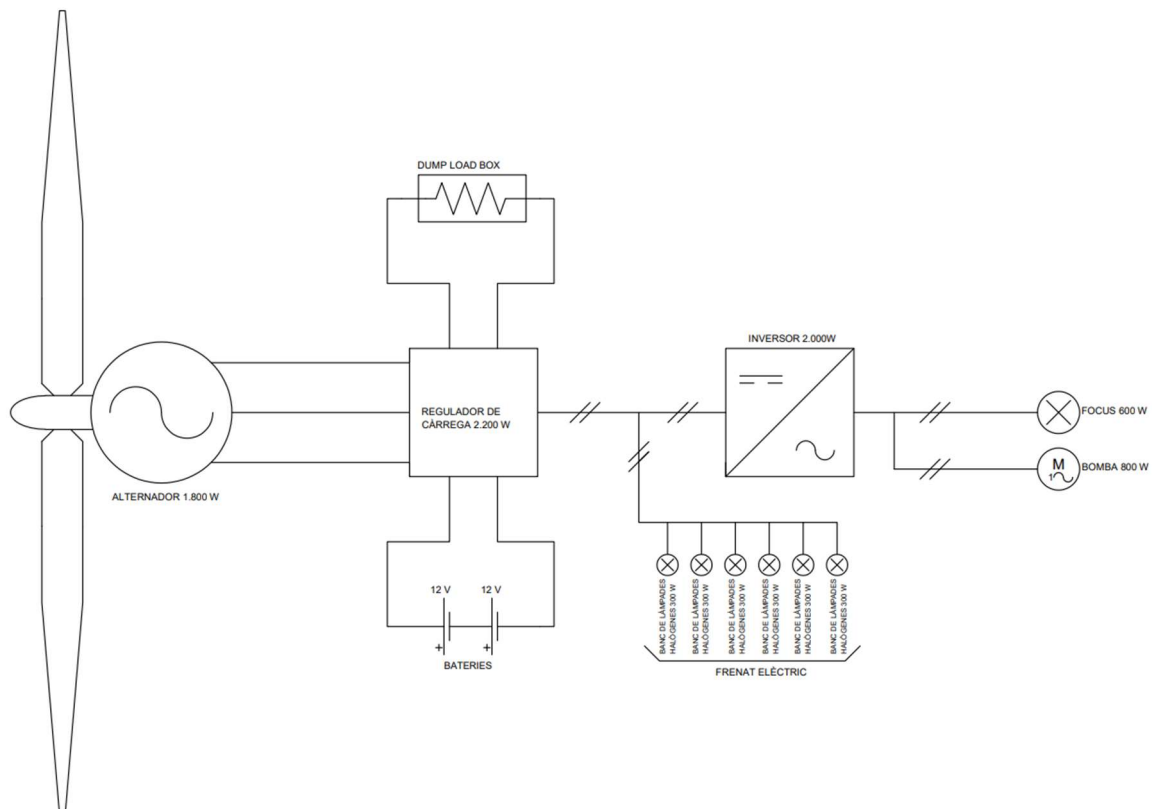 DUMP LOAD BOX
INVERSOR 2.000W
REGULADOR DE
CÀRREGA 2.200 W
FOCUS 600 W
M
1
BOMBA 800 W
ALTERNADOR 1.800 W
12 V
12 V
+
+
BATERIES
BANC DE LÀMPADES
HALÒGENES 300 W
BANC DE LÀMPADES
HALÒGENES 300 W
BANC DE LÀMPADES
HALÒGENES 300 W
BANC DE LÀMPADES
HALÒGENES 300 W
BANC DE LÀMPADES
HALÒGENES 300 W
BANC DE LÀMPADES
HALÒGENES 300 W
FRENAT ELÈCTRIC